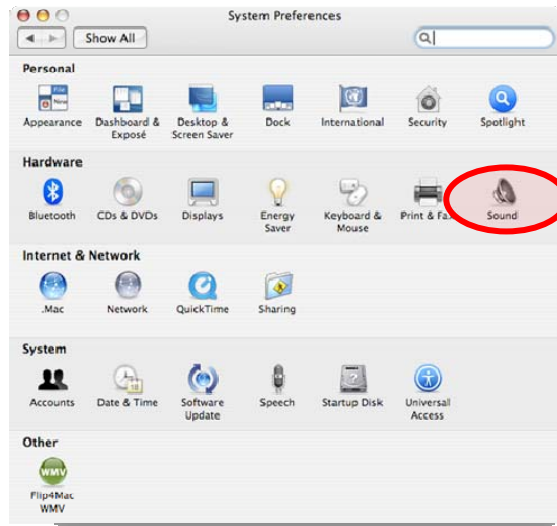 System Preferences
Show All
Personal
Appearance Dashboard & Exposé Desktop & Screen Saver Dock International Security Spotlight
Hardware
Bluetooth CDs & DVDs Displays Energy Saver Keyboard & Mouse Print & Fax Sound
Internet & Network
.Mac Network QuickTime Sharing
System
Accounts Date & Time Software Update Speech Startup Disk Universal Access
Other
WMV
Flip4Mac WMV